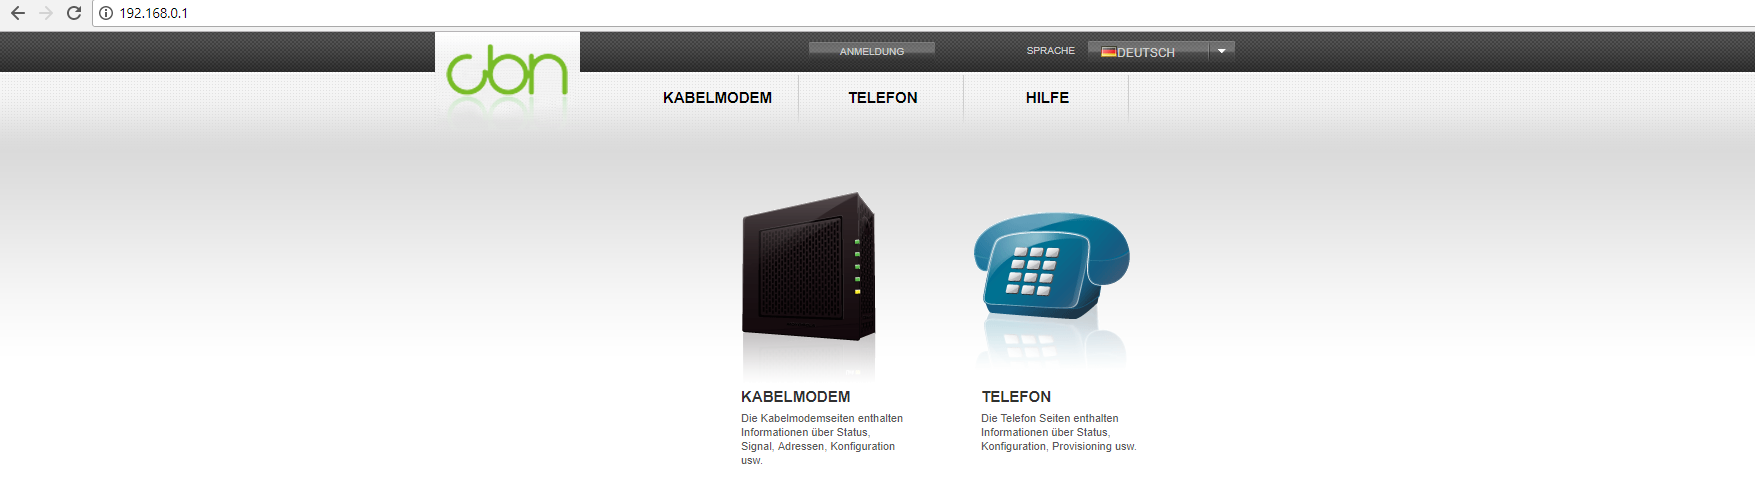 192.168.0.1
cbn
ANMELDUNG
SPRACHE
DEUTSCH
KABELMODEM
TELEFON
HILFE
KABELMODEM
Die Kabelmodemseiten enthalten
Informationen über Status,
Signal, Adressen, Konfiguration
usw.
TELEFON
Die Telefon Seiten enthalten
Informationen über Status,
Konfiguration, Provisioning usw.